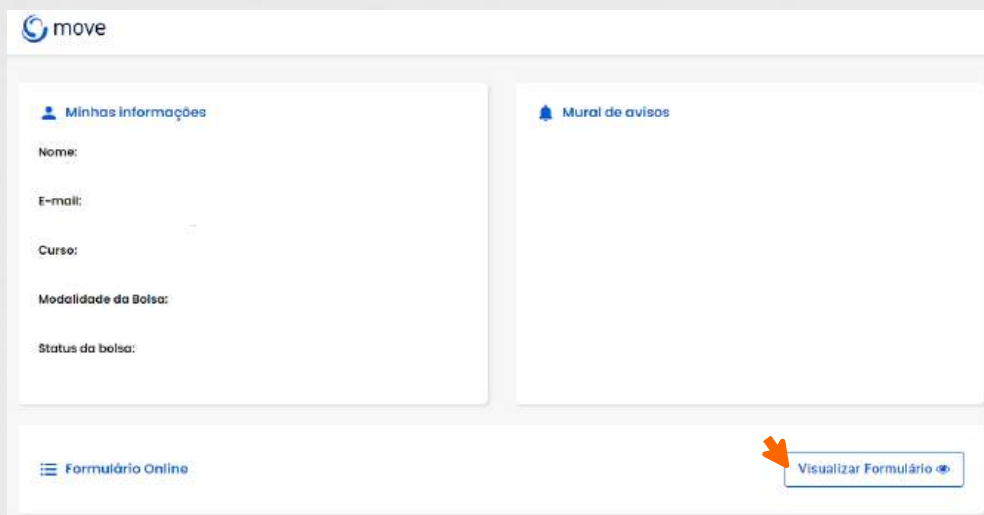 move
Minhas informações
Nome:
E-mail:
Curso:
Modalidade da Bolsa:
Status da bolsa:
Mural de avisos
Formulário Online
Visualizar Formulário